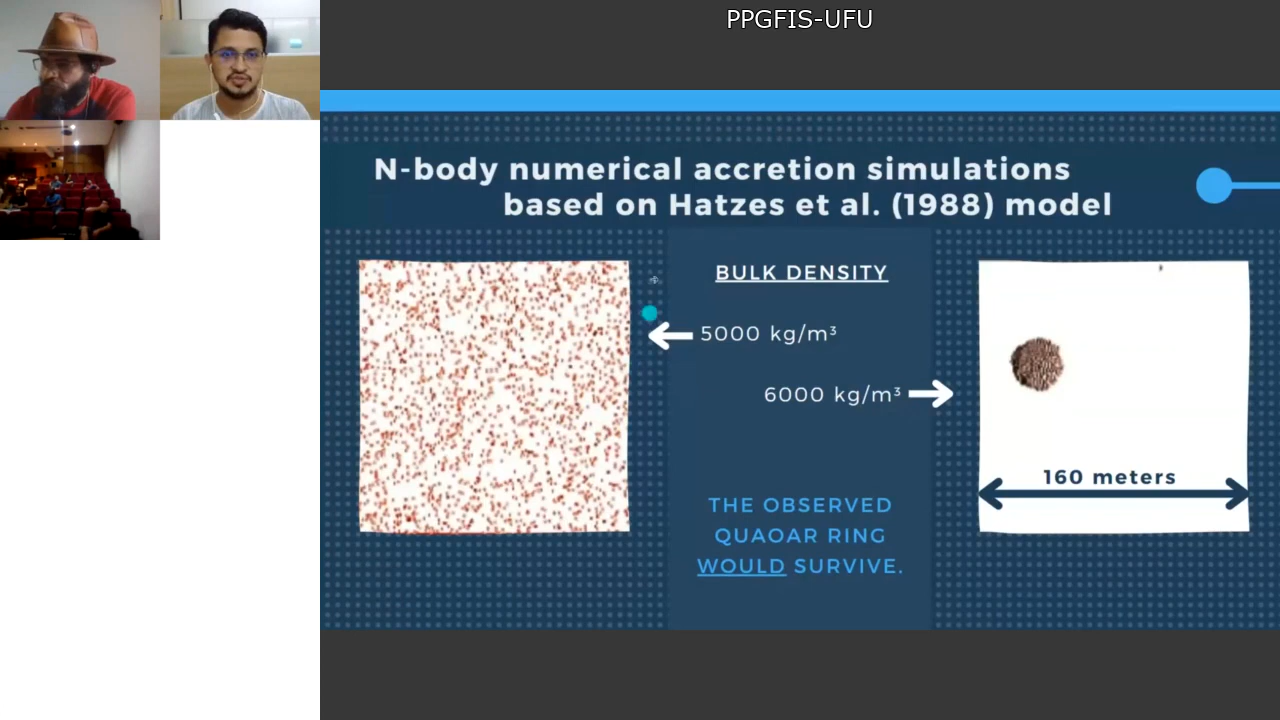 PPGFIS-UFU
N-body numerical accretion simulations
based on Hatzes et al. (1988) model
BULK DENSITY
5000 kg/m³
6000 kg/m³
160 meters
THE OBSERVED
QUAOAR RING
WOULD SURVIVE.